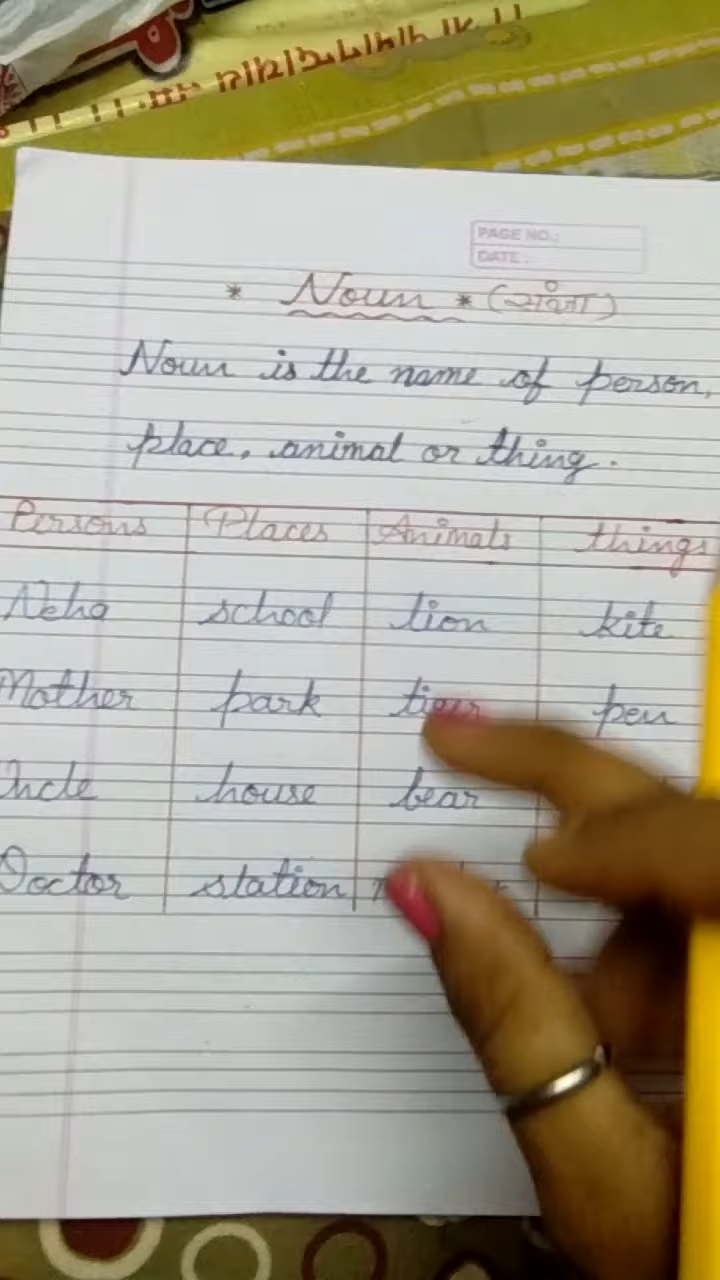 PAGE NO.:
DATE:
* Noun * (संज्ञा)
Noun is the name of person,
place, animal or thing.
Persons Places Animals things
Neha school lion kite
Mother park tiger pen
Uncle house bear
Doctor station